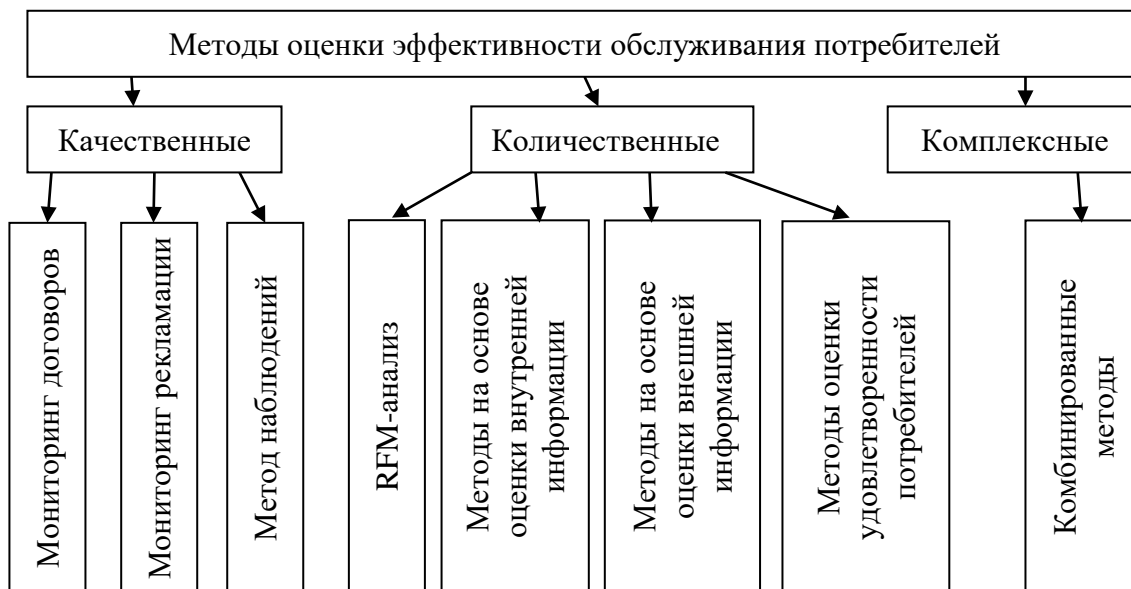 Методы оценки эффективности обслуживания потребителей
Качественные
Количественные
Комплексные
Мониторинг договоров
Мониторинг рекламации
Метод наблюдений
RFM-анализ
Методы на основе
оценки внутренней
информации
Методы на основе
оценки внешней
информации
Методы оценки
удовлетворенности
потребителей
Комбинированные
методы